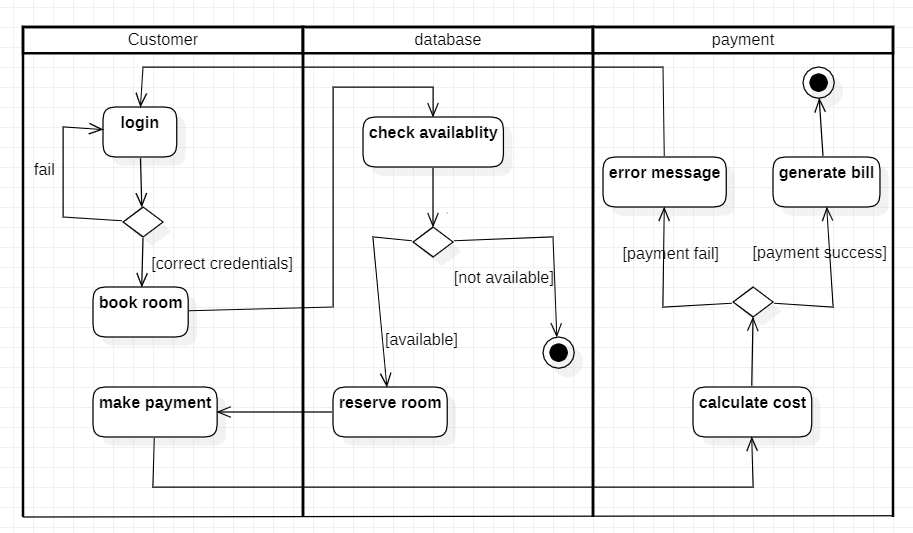 Customer
database
payment
login
check availablity
fail
error message
generate bill
[correct credentials]
[payment fail]
[payment success]
[not available]
book room
[available]
make payment
reserve room
calculate cost